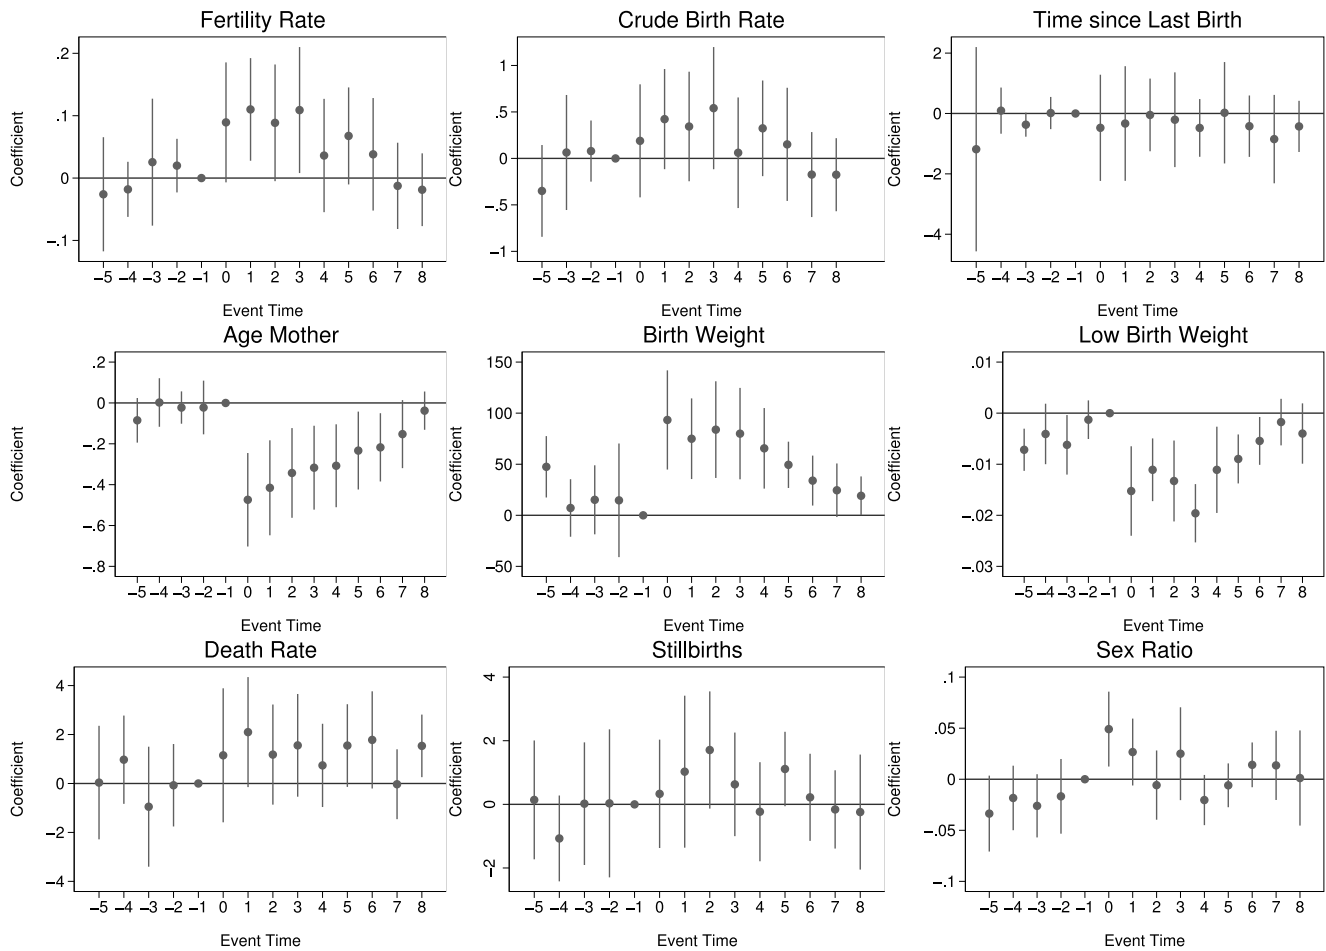 Fertility Rate
Coefficient
.2
.1
0
−.1
−5 −4 −3 −2 −1 0 1 2 3 4 5 6 7 8
Event Time
Crude Birth Rate
Coefficient
1
.5
0
−.5
−1
−5 −3 −2 −1 0 1 2 3 4 5 6 7 8
Event Time
Time since Last Birth
Coefficient
2
0
−2
−4
−5 −4 −3 −2 −1 0 1 2 3 4 5 6 7 8
Event Time
Age Mother
Coefficient
.2
0
−.2
−.4
−.6
−.8
−5 −4 −3 −2 −1 0 1 2 3 4 5 6 7 8
Event Time
Birth Weight
Coefficient
150
100
50
0
−50
−5 −4 −3 −2 −1 0 1 2 3 4 5 6 7 8
Event Time
Low Birth Weight
Coefficient
.01
0
−.01
−.02
−.03
−5 −4 −3 −2 −1 0 1 2 3 4 5 6 7 8
Event Time
Death Rate
Coefficient
4
2
0
−2
−4
−5 −4 −3 −2 −1 0 1 2 3 4 5 6 7 8
Event Time
Stillbirths
Coefficient
4
2
0
−2
−5 −4 −3 −2 −1 0 1 2 3 4 5 6 7 8
Event Time
Sex Ratio
Coefficient
.1
.05
0
−.05
−.1
−5 −4 −3 −2 −1 0 1 2 3 4 5 6 7 8
Event Time